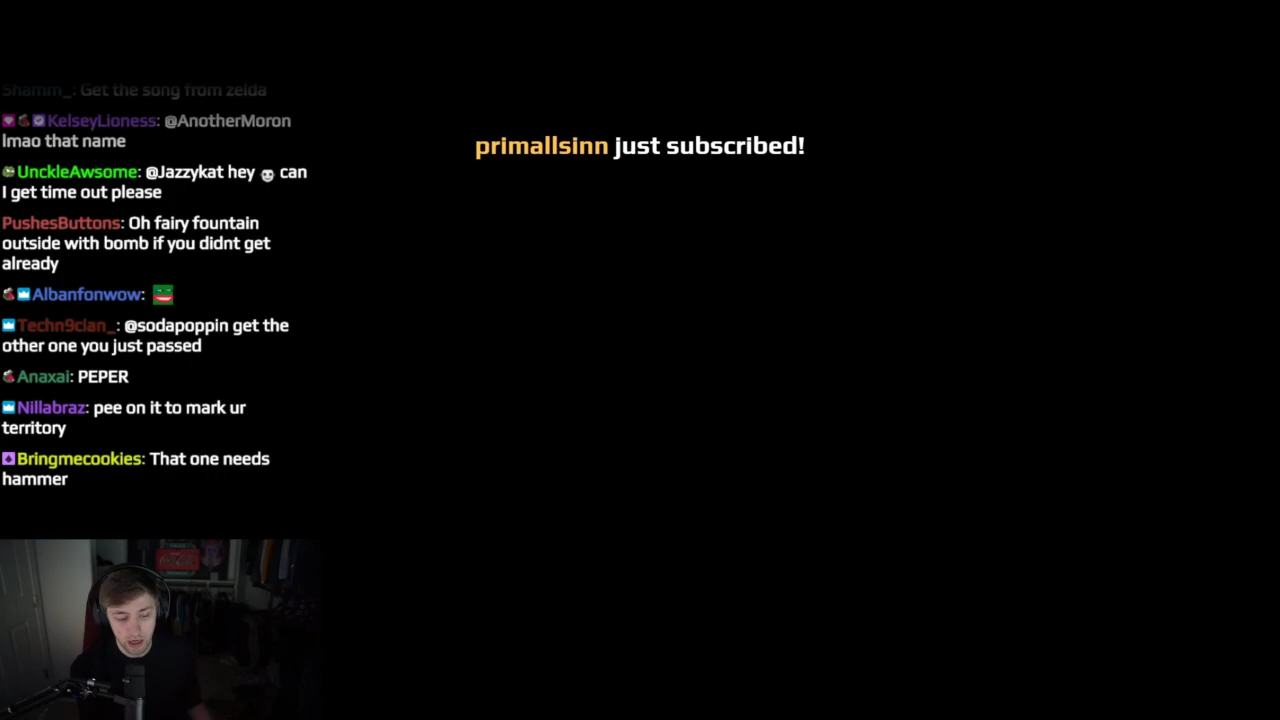 Shamm_: Get the song from zelda
KelseyLioness: @AnotherMoron
lmao that name
UnckleAwsome: @Jazzykat hey can
I get time out please
PushesButtons: Oh fairy fountain
outside with bomb if you didnt get
already
Albanfonwow:
Techn9cian_: @sodapoppin get the
other one you just passed
Anaxai: PEPER
Nillabraz: pee on it to mark ur
territory
Bringmecookies: That one needs
hammer
primallsinn just subscribed!
Coca-Cola